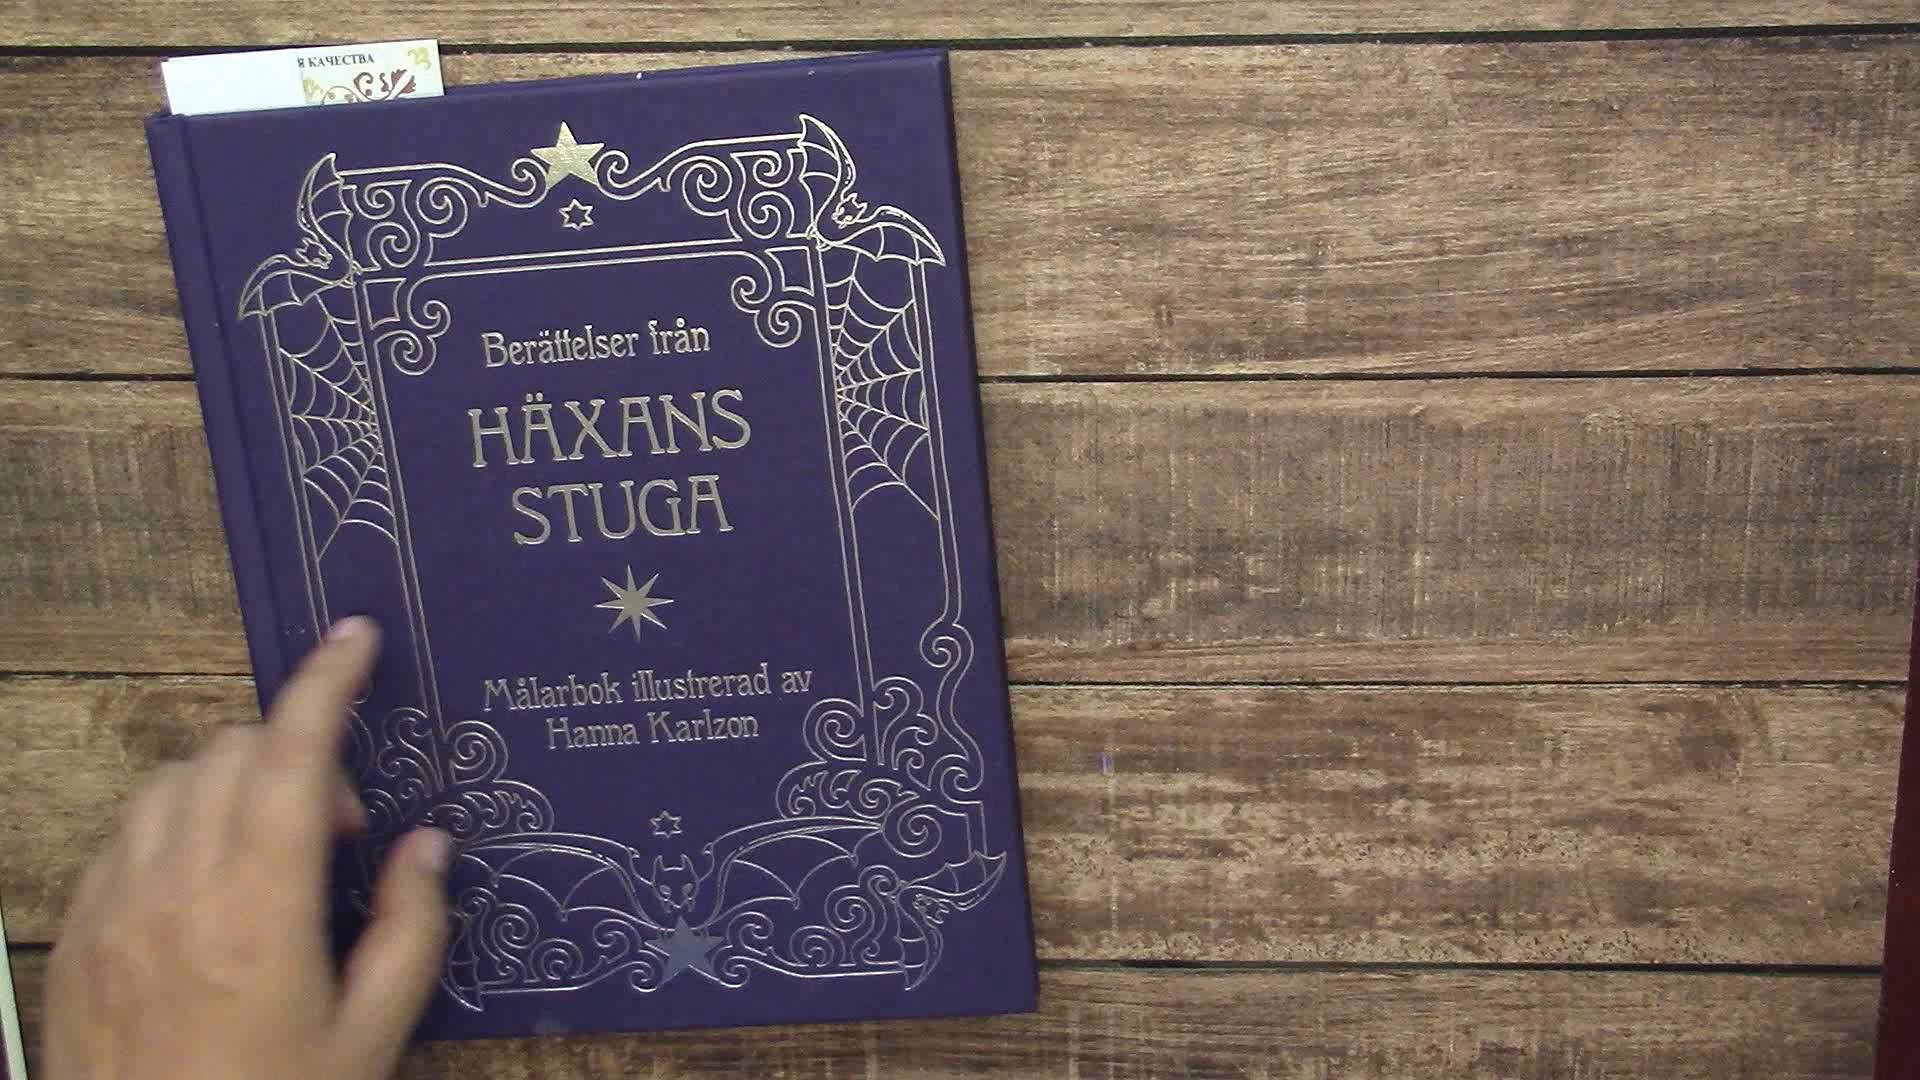 Я КАЧЕСТВА
Berättelser från
HÄXANS
STUGA
Målarbok illustrerad av
Hanna Karlzon